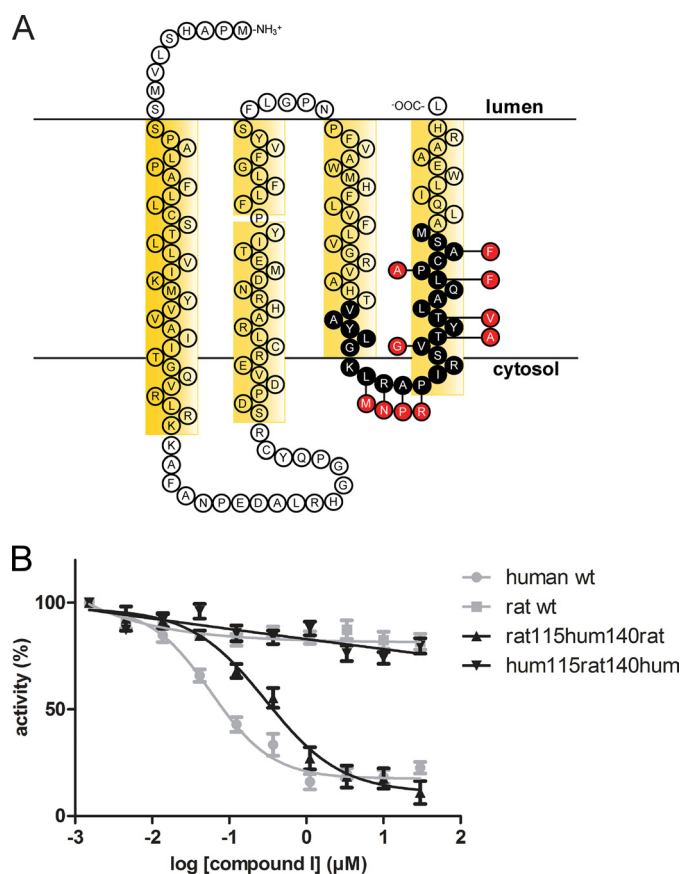 A
S H A P M -NH₃⁺
L
V
M
S
F L G P N
-OOC- L
lumen
S P A L P A F L L C S T L L V I K M Y V V A I I T G Q V R L R K
S Y V F G F L L F P I Y T E M D N R H A R L C R E V D P D S
P F V A W M H F L V F L V G R V A H T V A Y L G
H R A A E W L I Q L A M S A C P L Q A L T Y T V S R I
F
A
F
V
A
G
cytosol
K L R A P
M N P R
K A F A N P E D A L R H G G P Q Y C R
B
activity (%)
100
50
0
-3 -2 -1 0 1 2
log [compound I] (µM)
human wt
rat wt
rat115hum140rat
hum115rat140hum